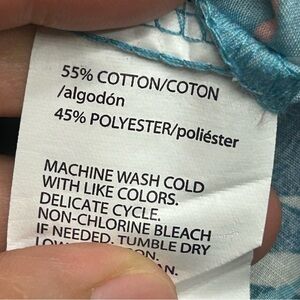 55% COTTON/COTON
/algodón
45% POLYESTER/poliéster
MACHINE WASH COLD
WITH LIKE COLORS.
DELICATE CYCLE.
NON-CHLORINE BLEACH
IF NEEDED. TUMBLE DRY